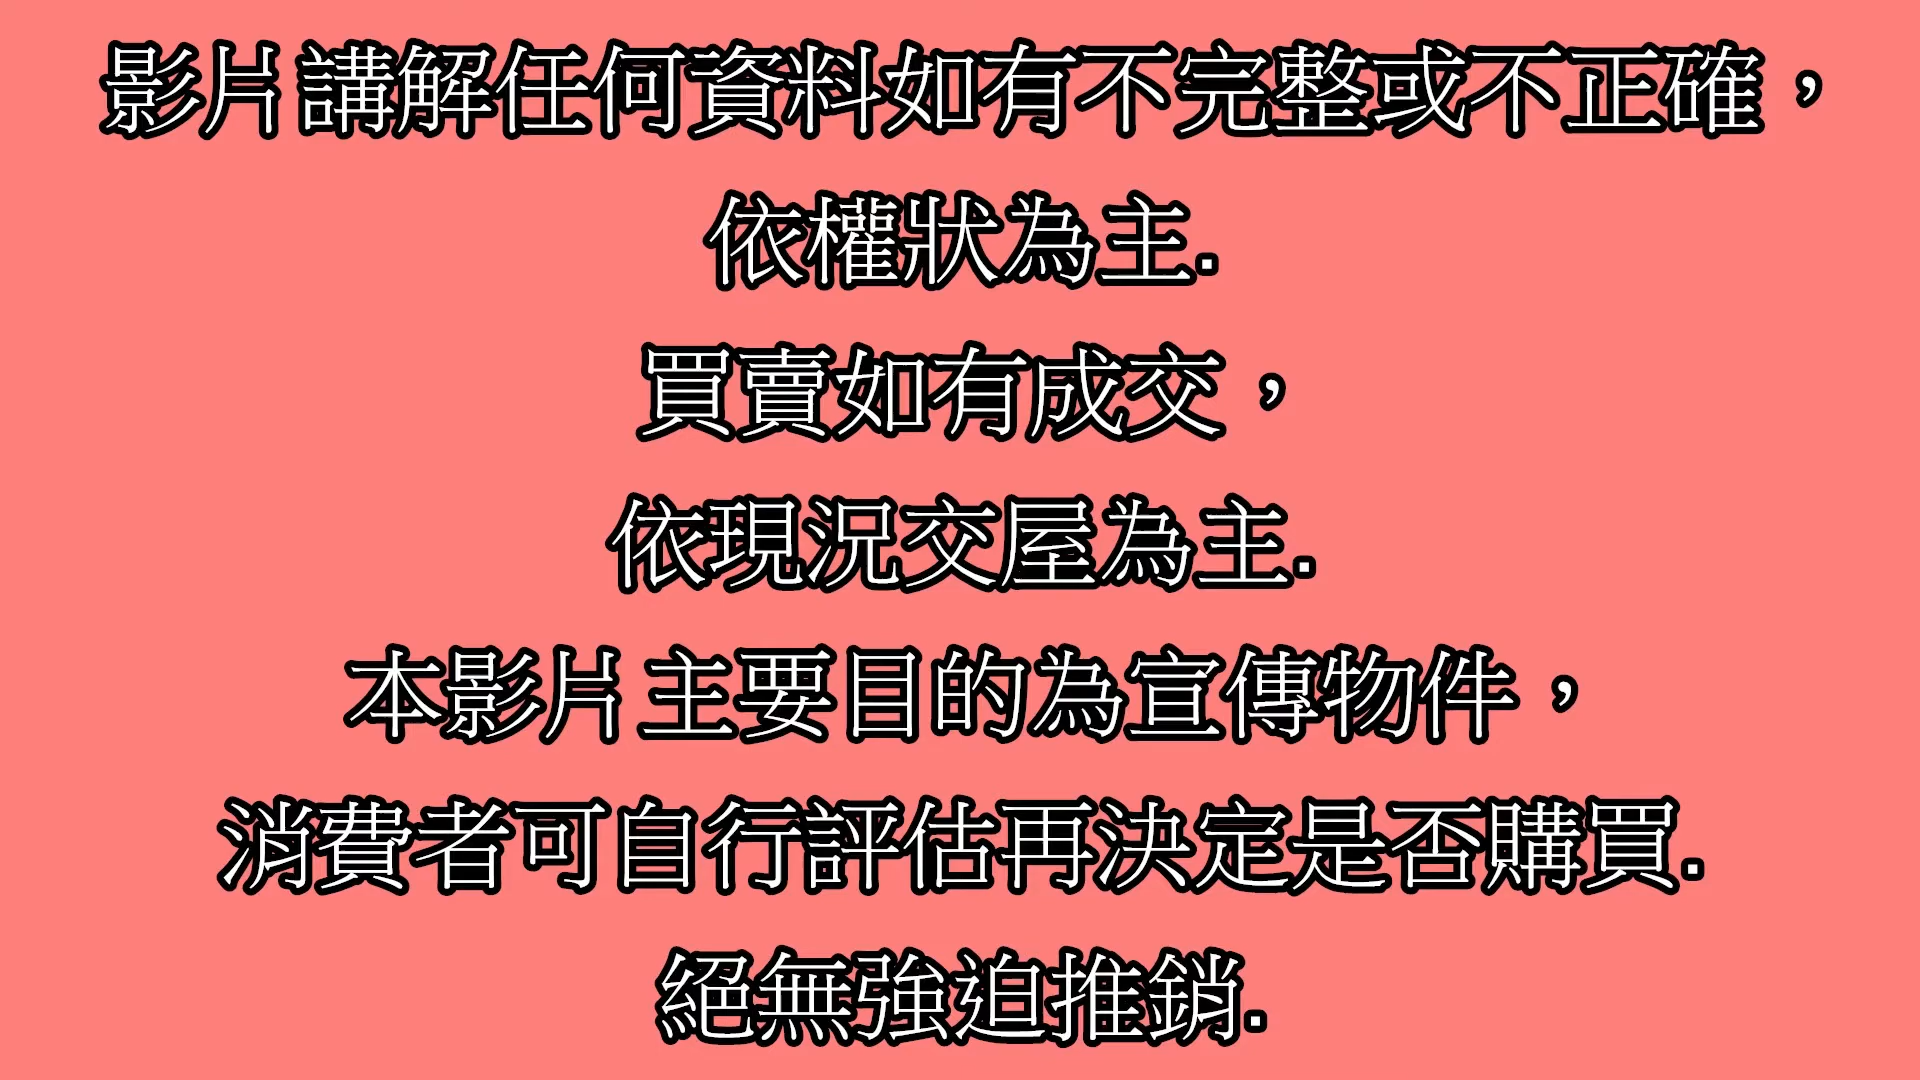 影片講解任何資料如有不完整或不正確，
依權狀為主.
買賣如有成交，
依現況交屋為主.
本影片主要目的為宣傳物件，
消費者可自行評估再決定是否購買.
絕無強迫推銷.